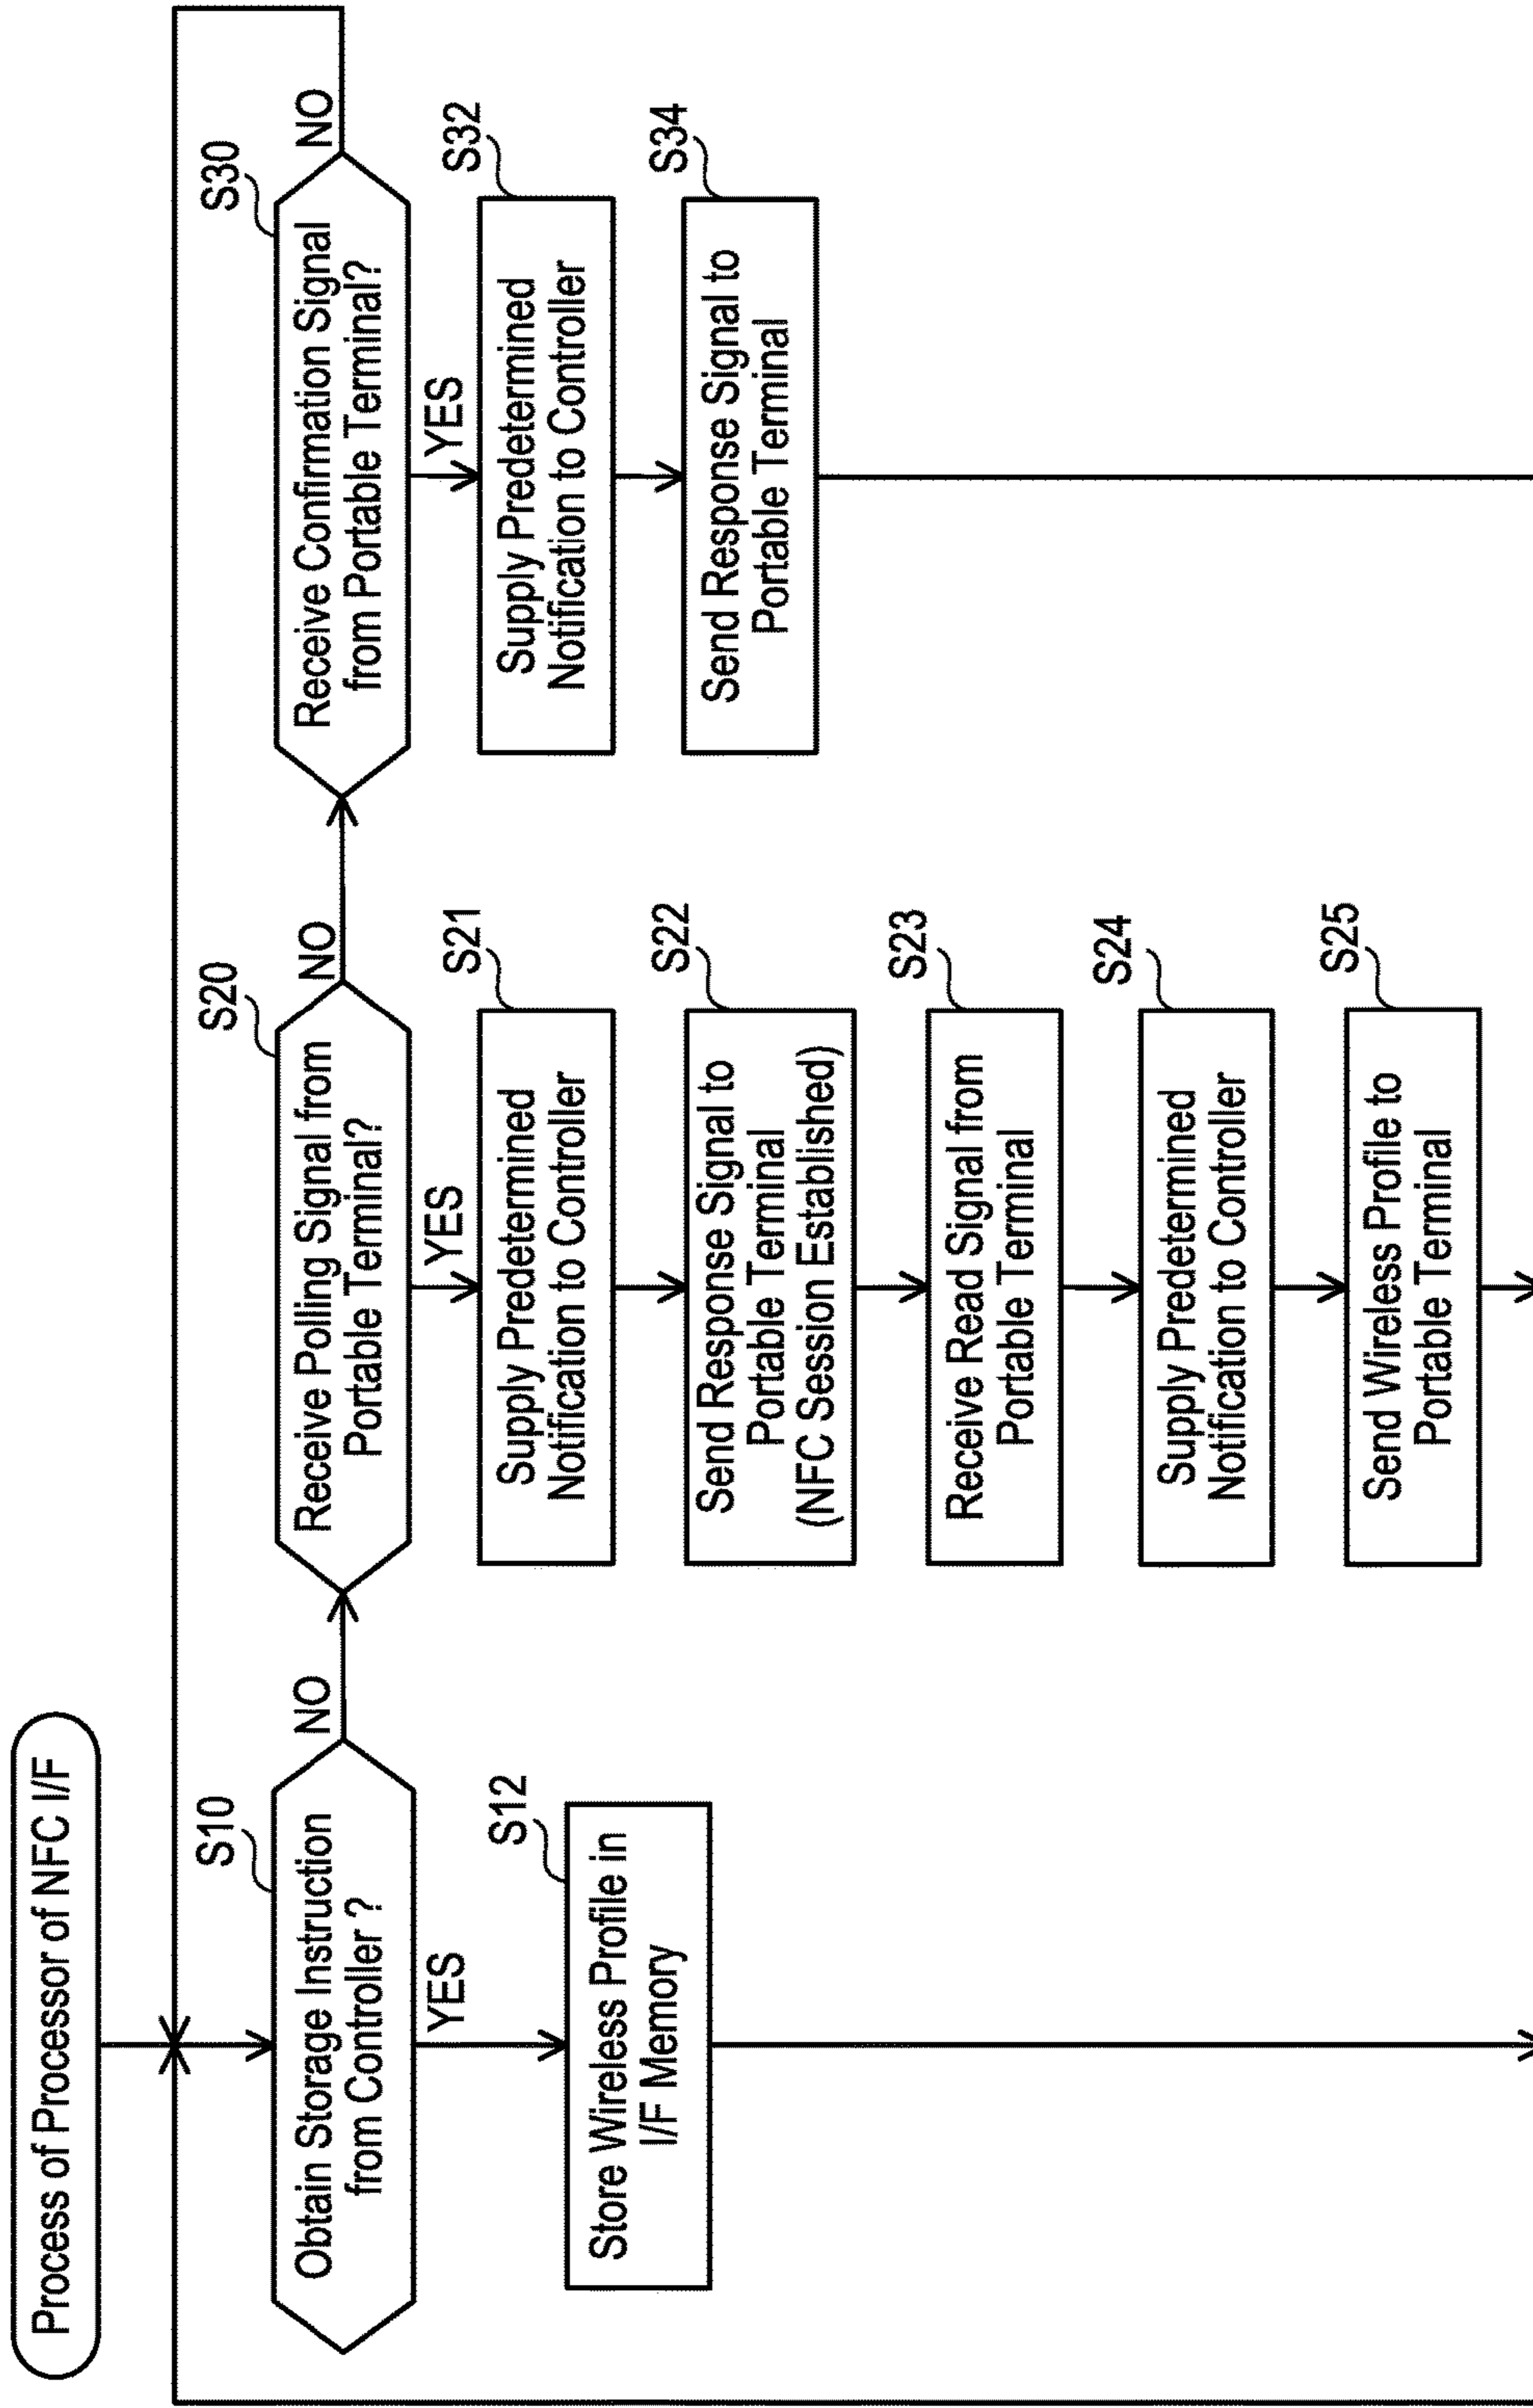 Process of Processor of NFC I/F
S10
Obtain Storage Instruction
from Controller ?
NO
YES
S12
Store Wireless Profile in
I/F Memory
S20
Receive Polling Signal from
Portable Terminal?
NO
YES
S21
Supply Predetermined
Notification to Controller
S22
Send Response Signal to
Portable Terminal
(NFC Session Established)
S23
Receive Read Signal from
Portable Terminal
S24
Supply Predetermined
Notification to Controller
S25
Send Wireless Profile to
Portable Terminal
S30
Receive Confirmation Signal
from Portable Terminal?
NO
YES
S32
Supply Predetermined
Notification to Controller
S34
Send Response Signal to
Portable Terminal